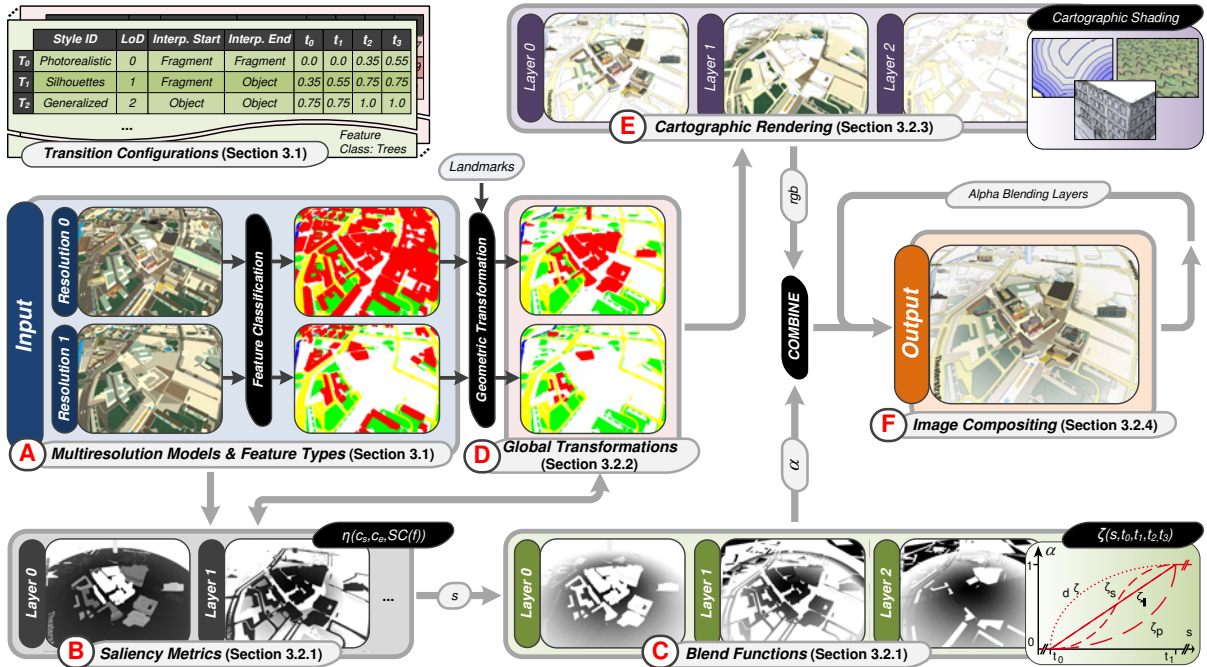 Style ID LoD Interp. Start Interp. End t0 t1 t2 t3
T0 Photorealistic 0 Fragment Fragment 0.0 0.0 0.35 0.55
T1 Silhouettes 1 Fragment Object 0.35 0.55 0.75 0.75
T2 Generalized 2 Object Object 0.75 0.75 1.0 1.0
...
Feature
Class: Trees
Transition Configurations (Section 3.1)
Layer 0
Layer 1
Layer 2
Cartographic Shading
E Cartographic Rendering (Section 3.2.3)
Landmarks
Input
Resolution 0
Resolution 1
Feature Classification
Geometric Transformation
A Multiresolution Models & Feature Types (Section 3.1)
D Global Transformations
(Section 3.2.2)
rgb
COMBINE
α
Alpha Blending Layers
Output
F Image Compositing (Section 3.2.4)
η(cs,ce,SC(f))
Layer 0
Layer 1
...
B Saliency Metrics (Section 3.2.1)
s
Layer 0
Layer 1
Layer 2
C Blend Functions (Section 3.2.1)
ζ(s,t0,t1,t2,t3)
α
1
d ζ
ζs
ζl
ζp
0
t0
t1
s